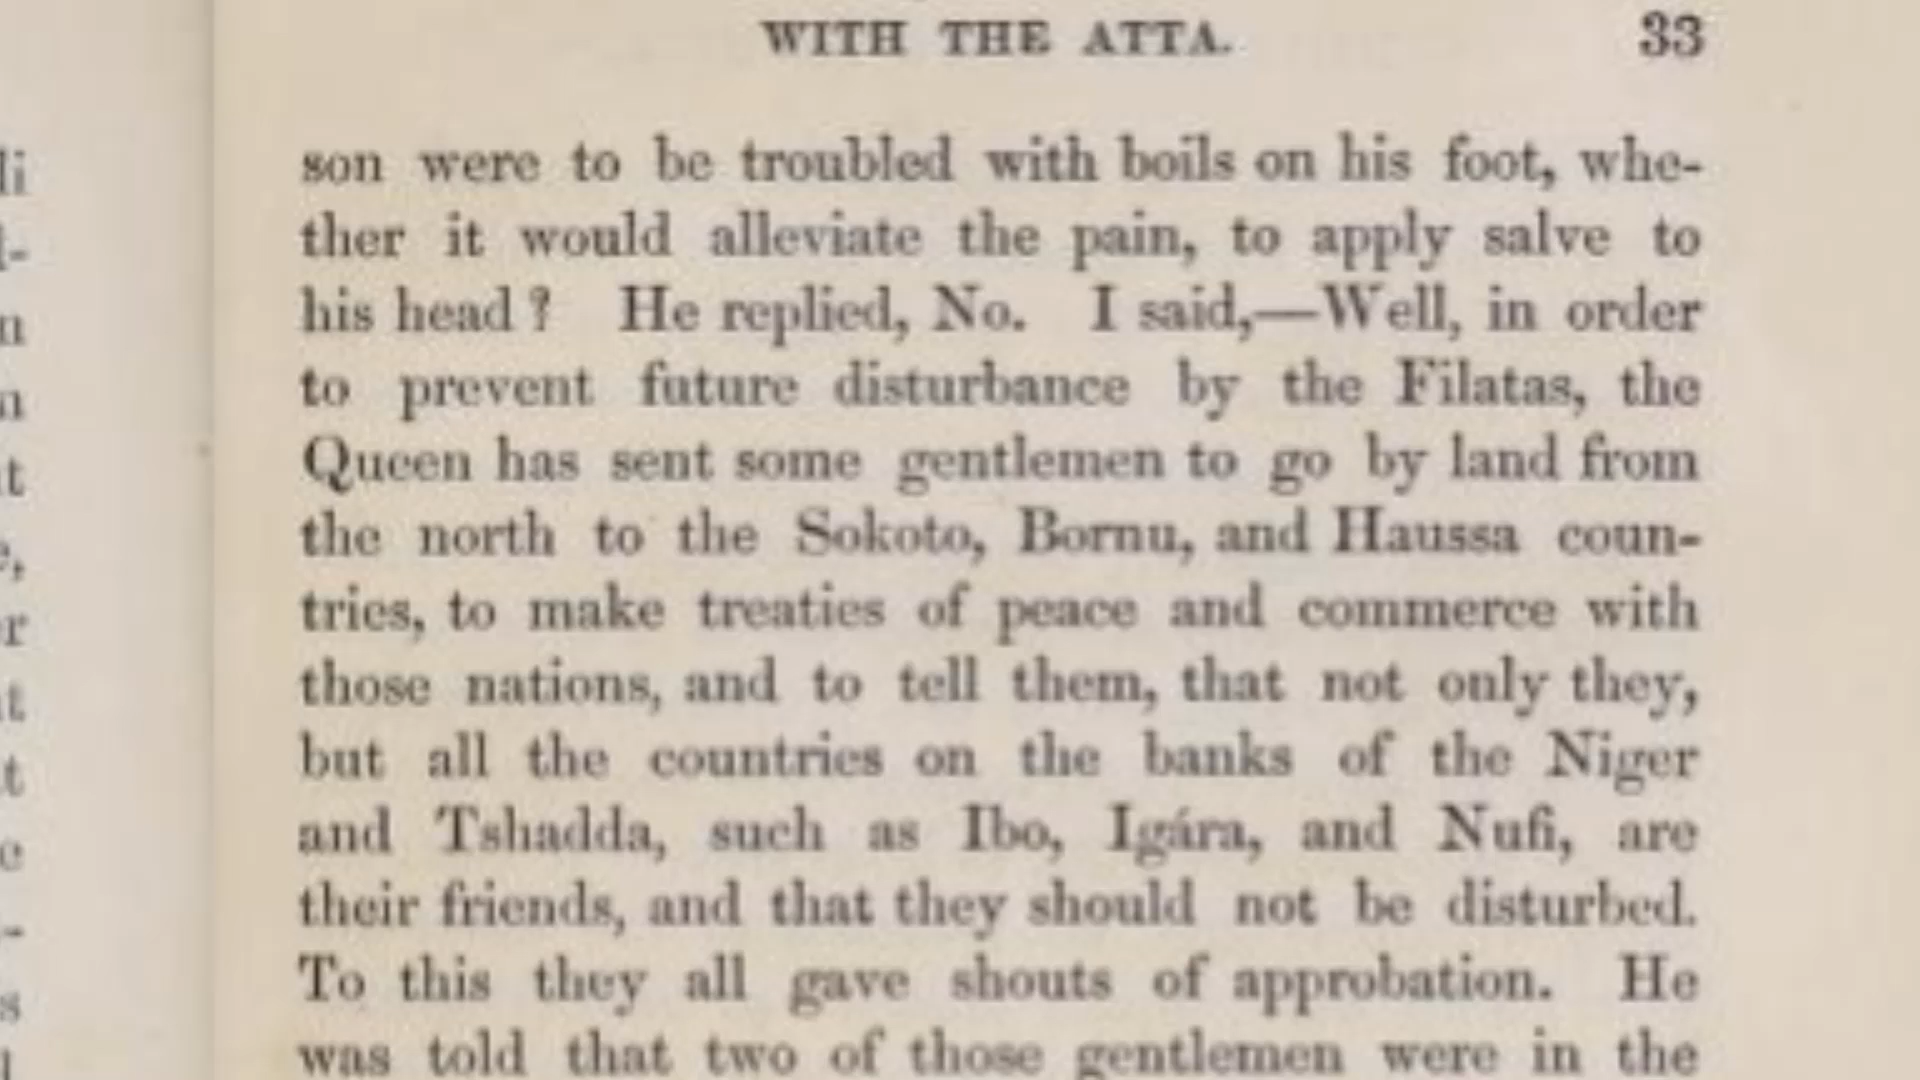 WITH THE ATTA. 33
son were to be troubled with boils on his foot, whe-
ther it would alleviate the pain, to apply salve to
his head? He replied, No. I said,—Well, in order
to prevent future disturbance by the Filatas, the
Queen has sent some gentlemen to go by land from
the north to the Sokoto, Bornu, and Haussa coun-
tries, to make treaties of peace and commerce with
those nations, and to tell them, that not only they,
but all the countries on the banks of the Niger
and Tshadda, such as Ibo, Igára, and Nufi, are
their friends, and that they should not be disturbed.
To this they all gave shouts of approbation. He
was told that two of those gentlemen were in the